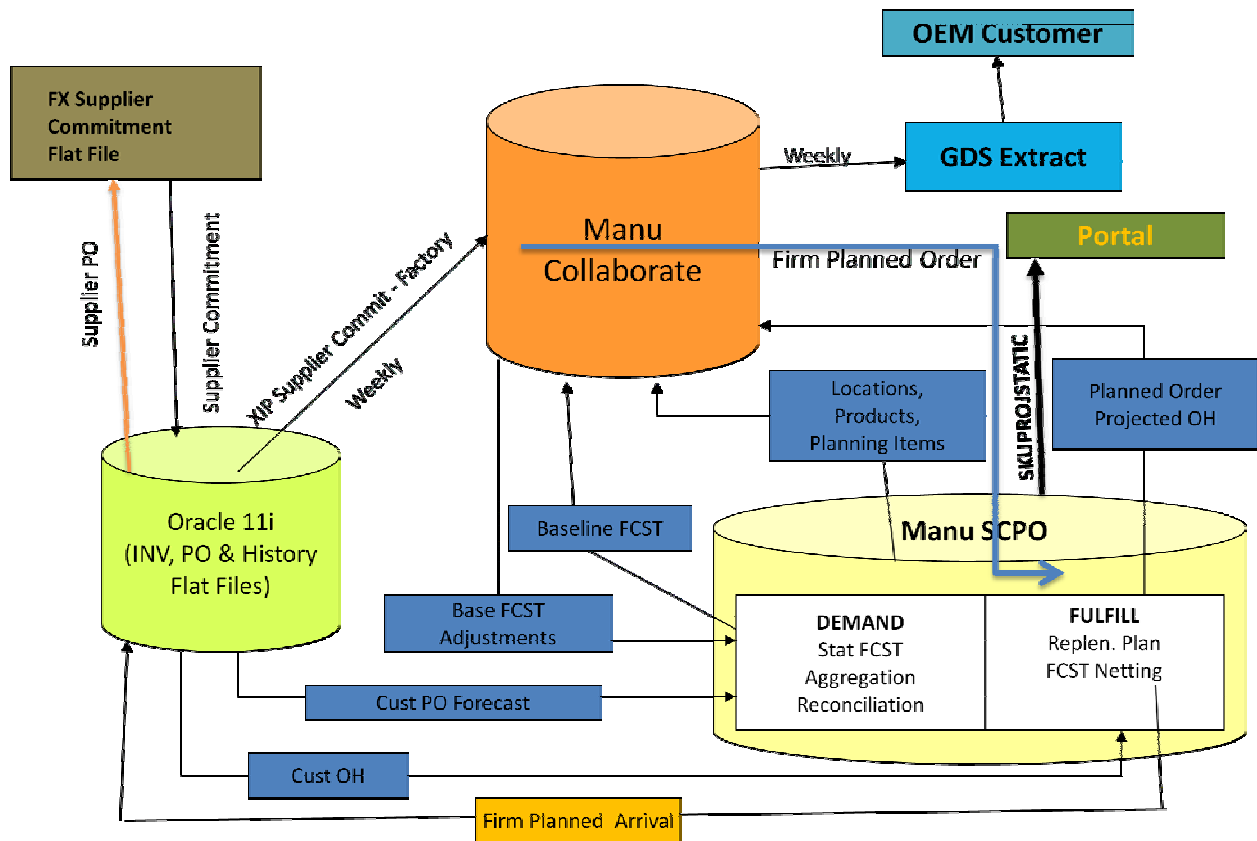 OEM Customer
FX Supplier
Commitment
Flat File
Weekly
GDS Extract
Supplier PO
Supplier Commitment
XIP Supplier Commit - Factory
Weekly
Manu
Collaborate
Firm Planned Order
Portal
SKUPROJSTATIC
Locations,
Products,
Planning Items
Planned Order
Projected OH
Oracle 11i
(INV, PO & History
Flat Files)
Baseline FCST
Manu SCPO
Base FCST
Adjustments
DEMAND
Stat FCST
Aggregation
Reconciliation
FULFILL
Replen. Plan
FCST Netting
Cust PO Forecast
Cust OH
Firm Planned  Arrival